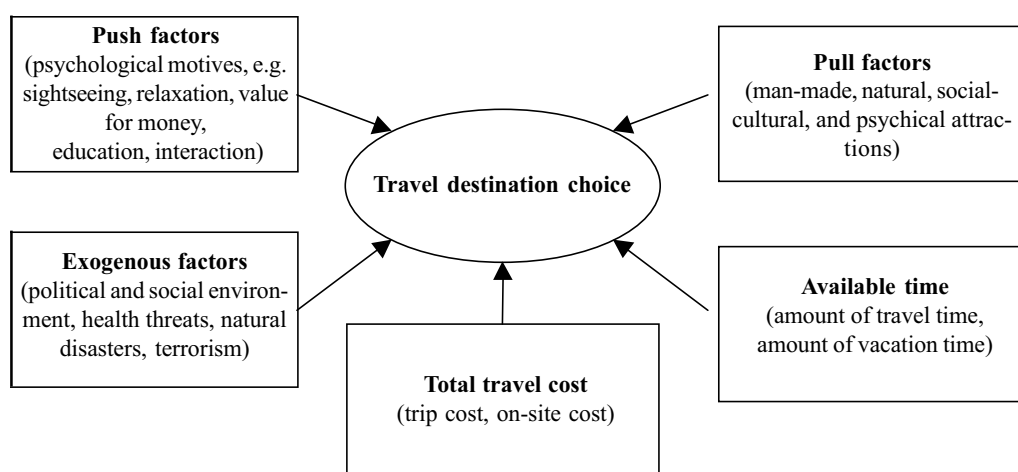 Push factors
(psychological motives, e.g.
sightseeing, relaxation, value
for money,
education, interaction)
Pull factors
(man-made, natural, social-
cultural, and psychical attrac-
tions)
Travel destination choice
Exogenous factors
(political and social environ-
ment, health threats, natural
disasters, terrorism)
Available time
(amount of travel time,
amount of vacation time)
Total travel cost
(trip cost, on-site cost)